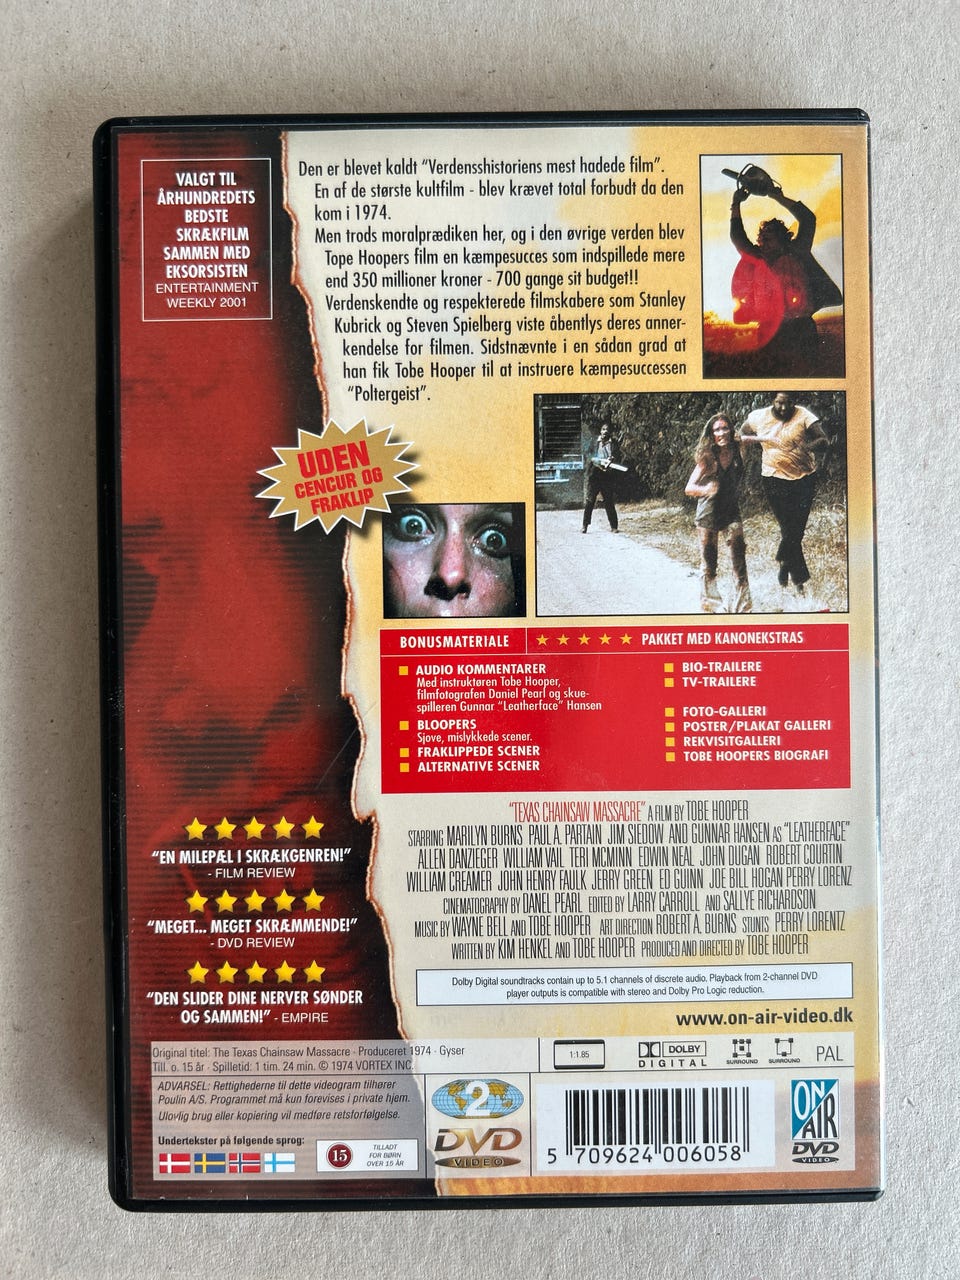 VALGT TIL
ÅRHUNDREDETS
BEDSTE
SKRÆKFILM
SAMMEN MED
EKSORSISTEN
ENTERTAINMENT
WEEKLY 2001
Den er blevet kaldt “Verdensshistoriens mest hadede film”.
En af de største kultfilm - blev krævet total forbudt da den
kom i 1974.
Men trods moralprædiken her, og i den øvrige verden blev
Tope Hoopers film en kæmpesucces som indspillede mere
end 350 millioner kroner - 700 gange sit budget!!
Verdenskendte og respekterede filmskabere som Stanley
Kubrick og Steven Spielberg viste åbentlys deres aner-
kendelse for filmen. Sidstnævnte i en sådan grad at
han fik Tobe Hooper til at instruere kæmpesuccessen
“Poltergeist”.
UDEN
CENCUR OG
FRAKLIP
BONUSMATERIALE
PAKKET MED KANONEKSTRAS
AUDIO KOMMENTARER
Med instruktøren Tobe Hooper,
filmfotografen Daniel Pearl og skue-
spilleren Gunnar “Leatherface” Hansen
BLOOPERS
Sjove, mislykkede scener.
FRAKLIPPEDE SCENER
ALTERNATIVE SCENER
BIO-TRAILERE
TV-TRAILERE
FOTO-GALLERI
POSTER/PLAKAT GALLERI
REKVISITGALLERI
TOBE HOOPERS BIOGRAFI
“EN MILEPÆL I SKRÆKGENREN!”
- FILM REVIEW
“MEGET... MEGET SKRÆMMENDE!”
- DVD REVIEW
“DEN SLIDER DINE NERVER SØNDER
OG SAMMEN!” - EMPIRE
“TEXAS CHAINSAW MASSACRE” A FILM BY TOBE HOOPER
STARRING MARILYN BURNS PAUL A. PARTAIN JIM SIEDOW AND GUNNAR HANSEN AS “LEATHERFACE”
ALLEN DANZIEGER WILLIAM VAIL TERI MCMINN EDWIN NEAL JOHN DUGAN ROBERT COURTIN
WILLIAM CREAMER JOHN HENRY FAULK JERRY GREEN ED GUINN JOE BILL HOGAN PERRY LORENZ
CINEMATOGRAPHY BY DANEL PEARL EDITED BY LARRY CARROLL AND SALLYE RICHARDSON
MUSIC BY WAYNE BELL AND TOBE HOOPER ART DIRECTION ROBERT A. BURNS STUNTS PERRY LORENTZ
WRITTEN BY KIM HENKEL AND TOBE HOOPER PRODUCED AND DIRECTED BY TOBE HOOPER
Dolby Digital soundtracks contain up to 5.1 channels of discrete audio. Playback from 2-channel DVD
player outputs is compatible with stereo and Dolby Pro Logic reduction.
www.on-air-video.dk
Original titel: The Texas Chainsaw Massacre · Produceret 1974 · Gyser
Till. o. 15 år · Spilletid: 1 tim. 24 min. © 1974 VORTEX INC.
ADVARSEL: Rettighederne til dette videogram tilhører
Poulin A/S. Programmet må kun forevises i private hjem.
Ulovlig brug eller kopiering vil medføre retsforfølgelse.
Undertekster på følgende sprog:
15
TILLADT
FOR BØRN
OVER 15 ÅR
1:1.85
DOLBY
DIGITAL
SURROUND
SURROUND
PAL
2
DVD
VIDEO
5 709624 006058
ON
AIR
DVD
VIDEO